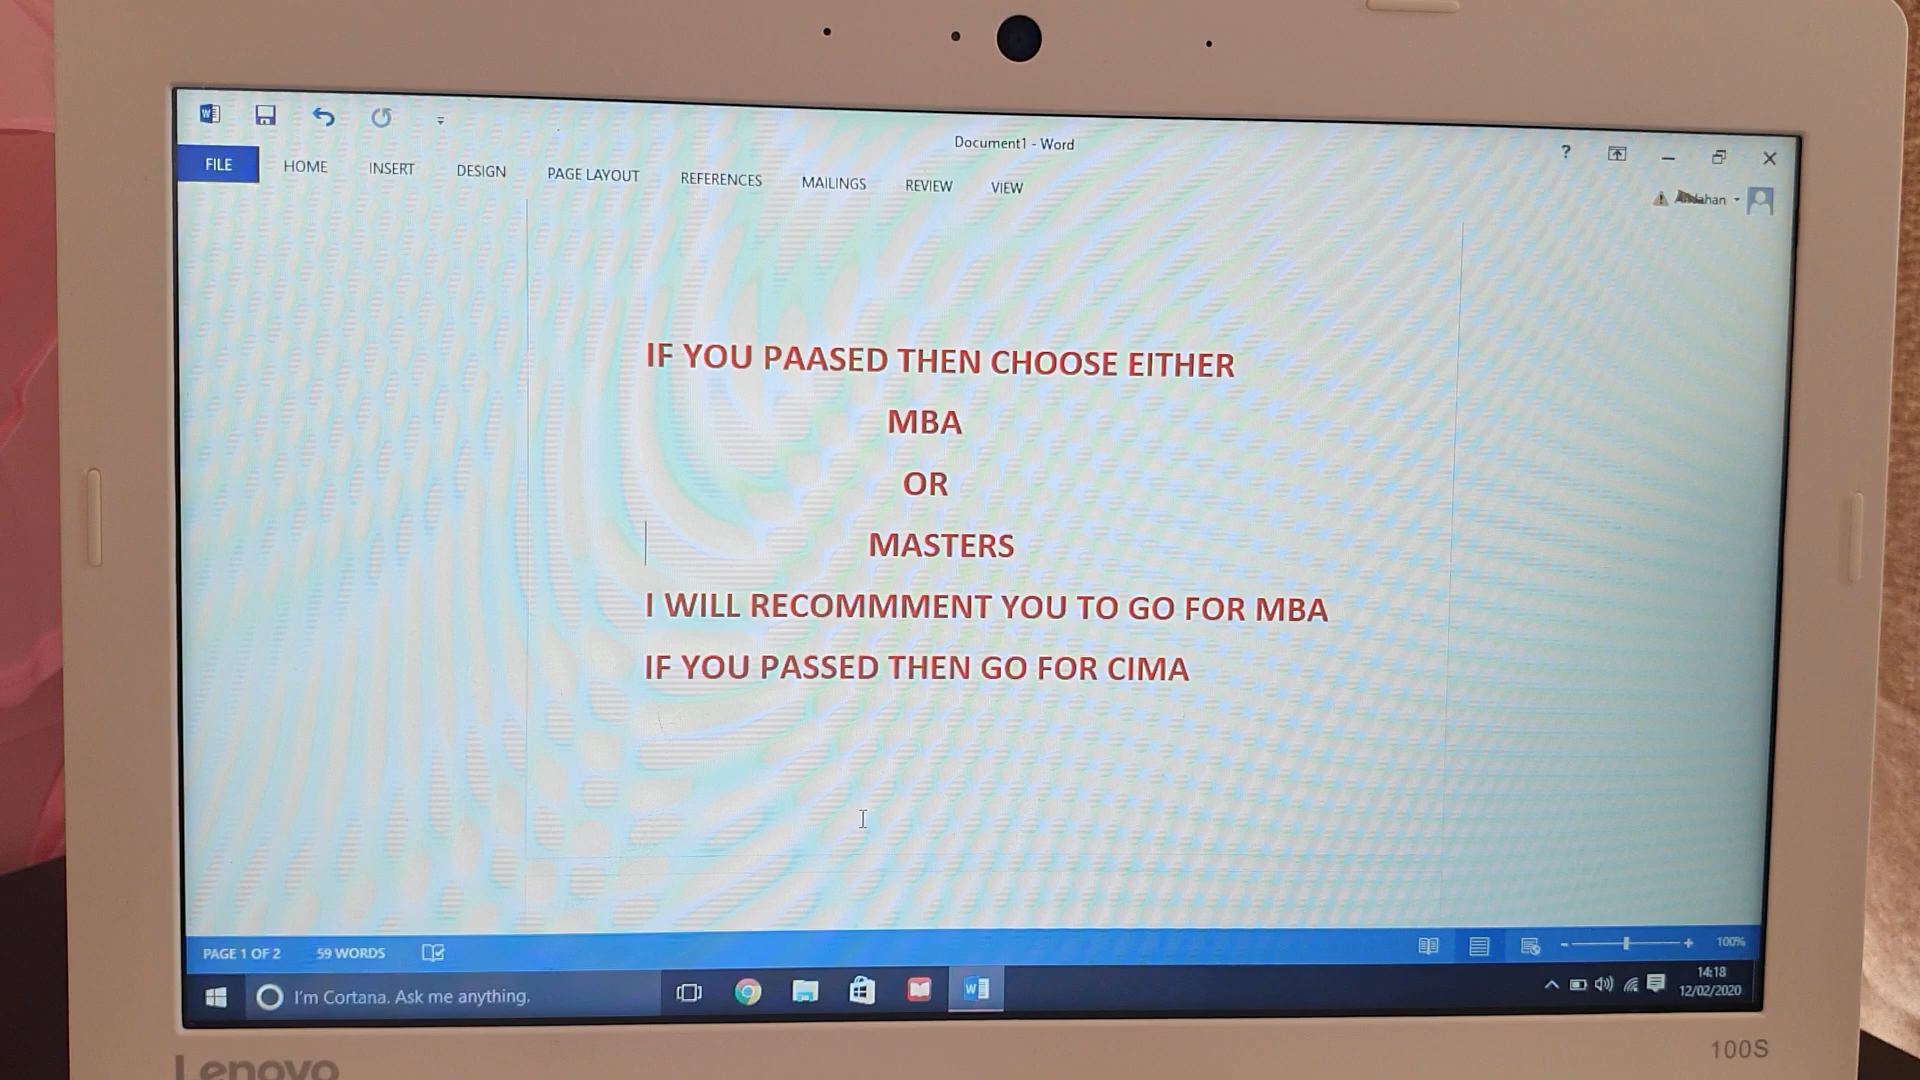 Document1 - Word
FILE HOME INSERT DESIGN PAGE LAYOUT REFERENCES MAILINGS REVIEW VIEW
IF YOU PAASED THEN CHOOSE EITHER
MBA
OR
MASTERS
I WILL RECOMMMENT YOU TO GO FOR MBA
IF YOU PASSED THEN GO FOR CIMA
PAGE 1 OF 2 59 WORDS 100%
I'm Cortana. Ask me anything.
14:18
12/02/2020
Lenovo
100S